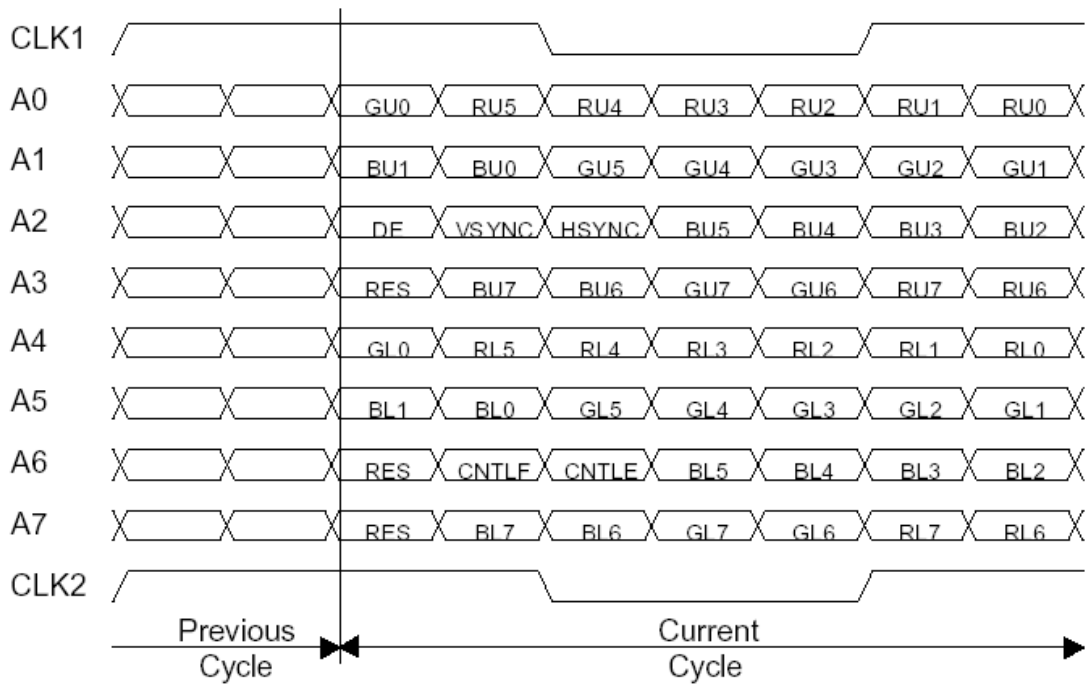 CLK1
A0 GU0 RU5 RU4 RU3 RU2 RU1 RU0
A1 BU1 BU0 GU5 GU4 GU3 GU2 GU1
A2 DE VSYNC HSYNC BU5 BU4 BU3 BU2
A3 RES BU7 BU6 GU7 GU6 RU7 RU6
A4 GL0 RL5 RL4 RL3 RL2 RL1 RL0
A5 BL1 BL0 GL5 GL4 GL3 GL2 GL1
A6 RES CNTLF CNTLE BL5 BL4 BL3 BL2
A7 RES BL7 BL6 GL7 GL6 RL7 RL6
CLK2
Previous Current
Cycle Cycle